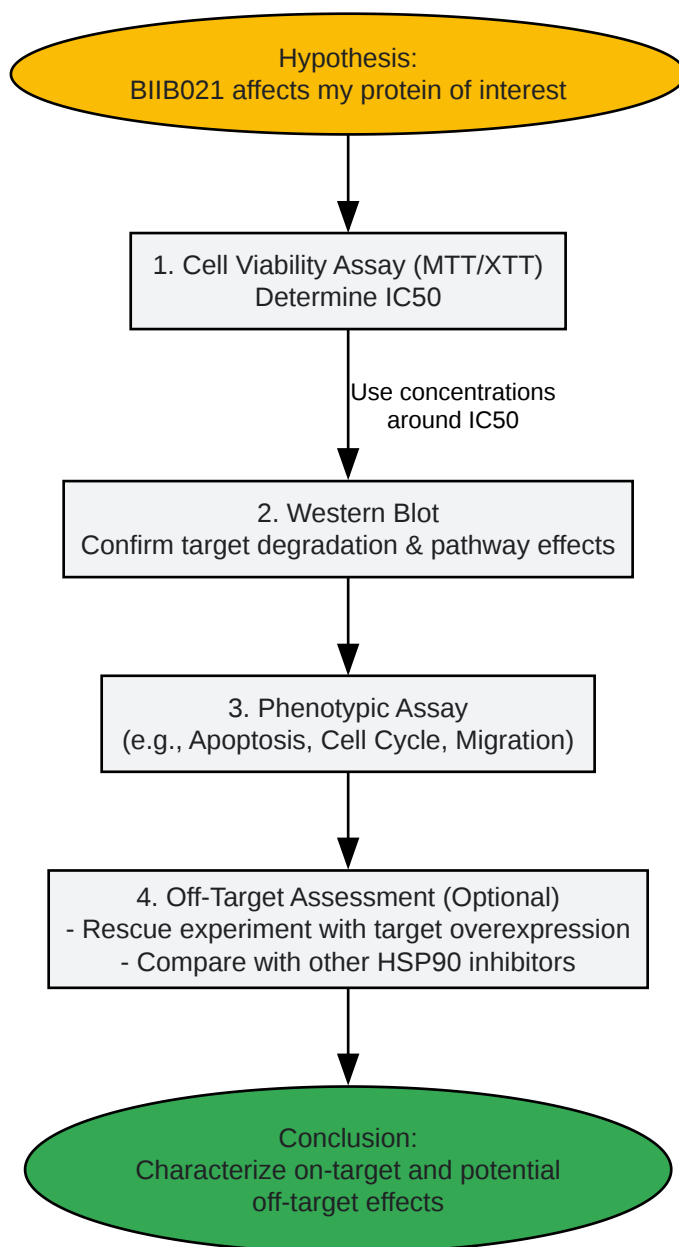 Hypothesis:
BIIB021 affects my protein of interest
1. Cell Viability Assay (MTT/XTT)
Determine IC50
Use concentrations
around IC50
2. Western Blot
Confirm target degradation & pathway effects
3. Phenotypic Assay
(e.g., Apoptosis, Cell Cycle, Migration)
4. Off-Target Assessment (Optional)
- Rescue experiment with target overexpression
- Compare with other HSP90 inhibitors
Conclusion:
Characterize on-target and potential
off-target effects